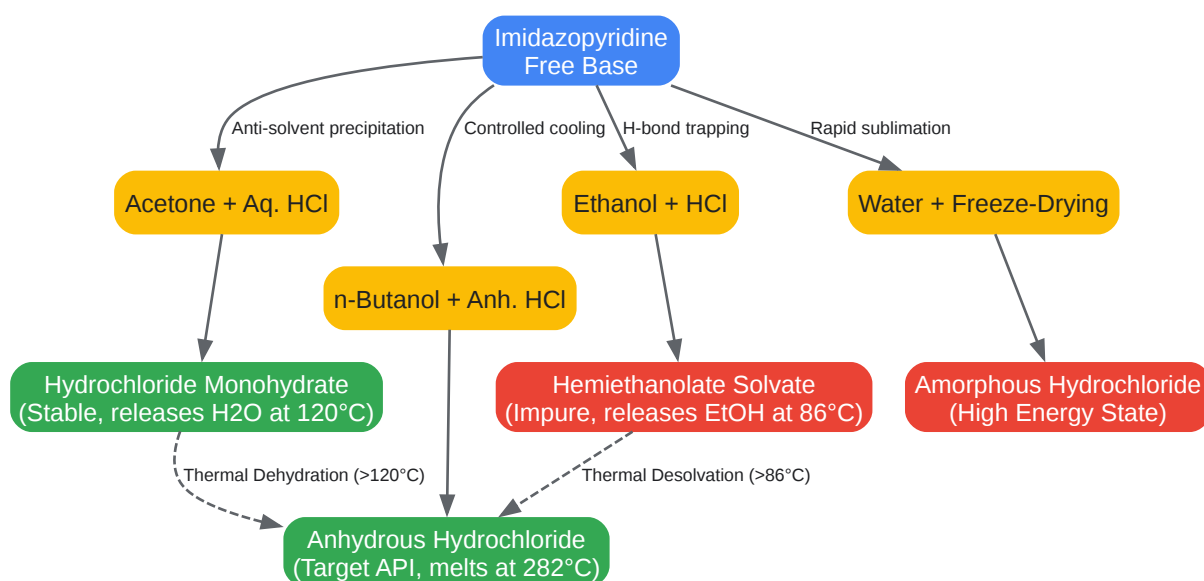 Imidazopyridine
Free Base
Anti-solvent precipitation
Controlled cooling
H-bond trapping
Rapid sublimation
Acetone + Aq. HCl
Ethanol + HCl
Water + Freeze-Drying
n-Butanol + Anh. HCl
Hydrochloride Monohydrate
(Stable, releases H2O at 120°C)
Hemiethanolate Solvate
(Impure, releases EtOH at 86°C)
Amorphous Hydrochloride
(High Energy State)
Thermal Dehydration (>120°C)
Thermal Desolvation (>86°C)
Anhydrous Hydrochloride
(Target API, melts at 282°C)